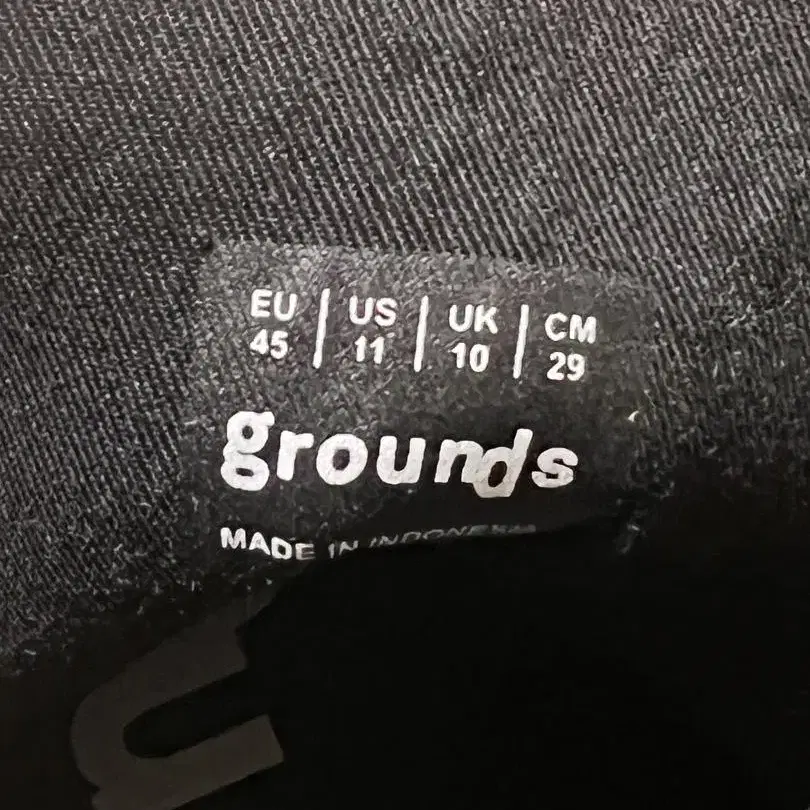 EU | US | UK | CM
45 | 11 | 10 | 29
grounds
MADE IN INDONESIA